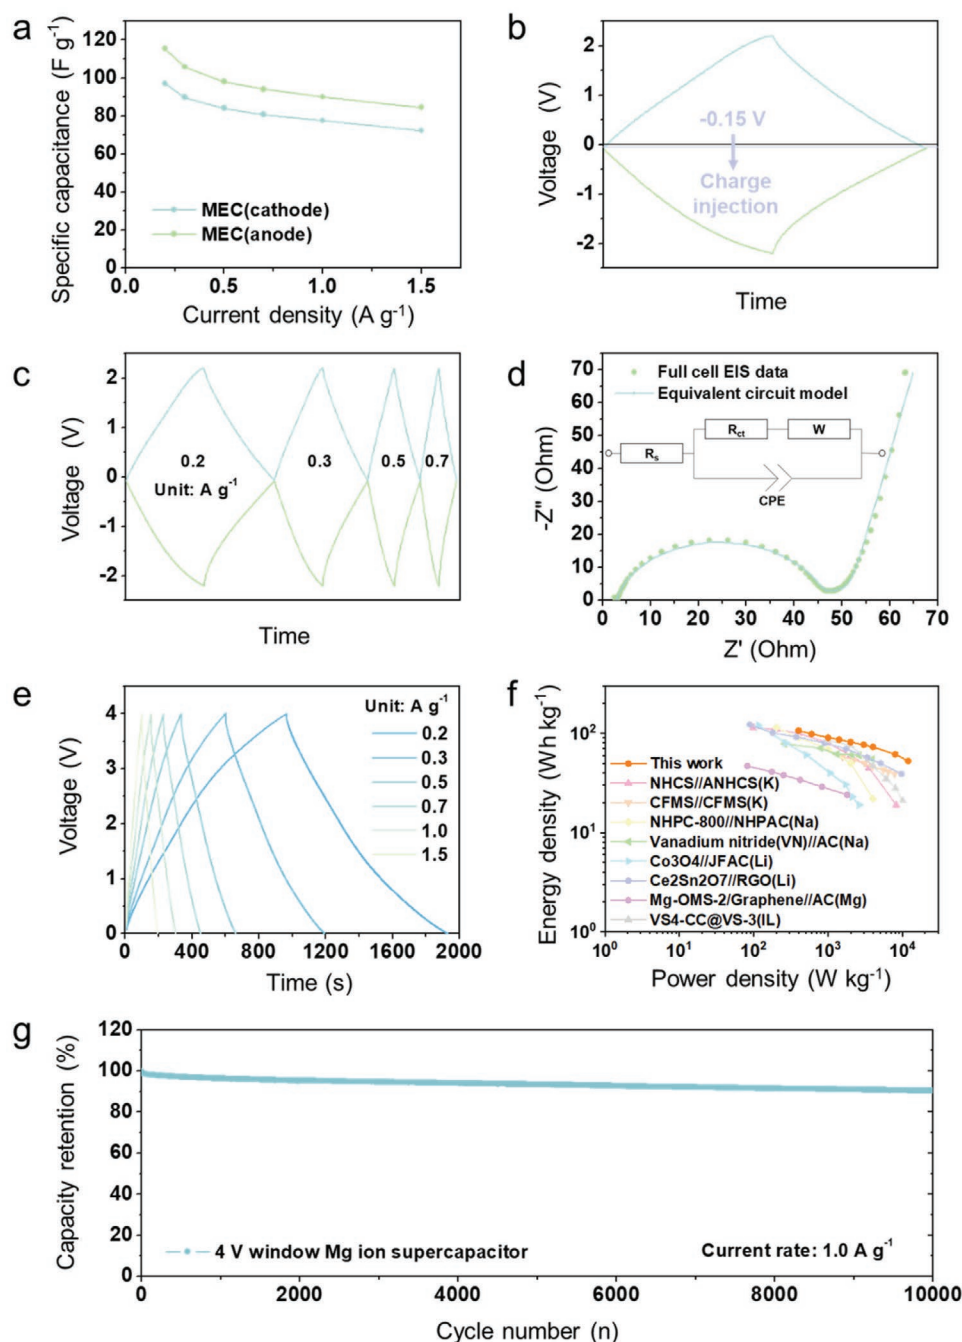 a
Specific capacitance (F g⁻¹)
120
100
80
60
40
20
0
MEC(cathode)
MEC(anode)
0.0 0.5 1.0 1.5
Current density (A g⁻¹)
b
Voltage (V)
2
1
0
-1
-2
-0.15 V
Charge
injection
Time
c
Voltage (V)
2
1
0
-1
-2
0.2 0.3 0.5 0.7
Unit: A g⁻¹
Time
d
-Z" (Ohm)
70
60
50
40
30
20
10
0
Full cell EIS data
Equivalent circuit model
Rct W
Rs
CPE
0 10 20 30 40 50 60 70
Z' (Ohm)
e
Voltage (V)
4
3
2
1
0
Unit: A g⁻¹
0.2
0.3
0.5
0.7
1.0
1.5
0 400 800 1200 1600 2000
Time (s)
f
Energy density (Wh kg⁻¹)
10²
10¹
10⁰
This work
NHCS//ANHCS(K)
CFMS//CFMS(K)
NHPC-800//NHPAC(Na)
Vanadium nitride(VN)//AC(Na)
Co3O4//JFAC(Li)
Ce2Sn2O7//RGO(Li)
Mg-OMS-2/Graphene//AC(Mg)
VS4-CC@VS-3(IL)
10⁰ 10¹ 10² 10³ 10⁴
Power density (W kg⁻¹)
g
Capacity retention (%)
120
100
80
60
40
20
0
4 V window Mg ion supercapacitor
Current rate: 1.0 A g⁻¹
0 2000 4000 6000 8000 10000
Cycle number (n)